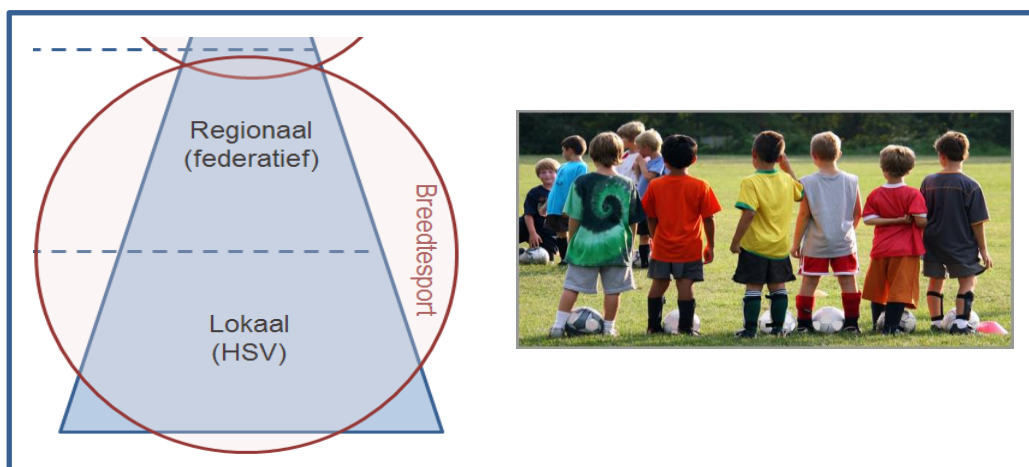 Regionaal
(federatief)
Breedtesport
Lokaal
(HSV)